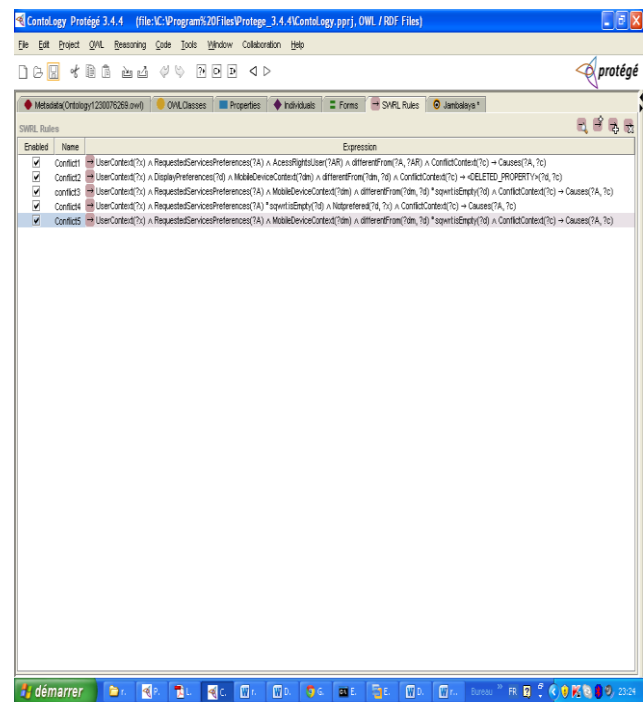 ContoLogy Protégé 3.4.4 (file:\C:\Program%20Files\Protege_3.4.4\ContoLogy.pprj, OWL / RDF Files)
File Edit Project OWL Reasoning Code Tools Window Collaboration Help
protégé
Metadata(Ontology1230076269.owl) OWLClasses Properties Individuals Forms SWRL Rules Jambalaya *
SWRL Rules
Enabled Name Expression
Conflict1 → UserContext(?x) ∧ RequestedServicesPreferences(?A) ∧ AcessRightsUser(?AR) ∧ differentFrom(?A, ?AR) ∧ ConflictContext(?c) → Causes(?A, ?c)
Conflict2 → UserContext(?x) ∧ DisplayPreferences(?d) ∧ MobileDeviceContext(?dm) ∧ differentFrom(?dm, ?d) ∧ ConflictContext(?c) → <DELETED_PROPERTY>(?d, ?c)
conflict3 → UserContext(?x) ∧ RequestedServicesPreferences(?A) ∧ MobileDeviceContext(?dm) ∧ differentFrom(?dm, ?d) * sqwrl:isEmpty(?d) ∧ ConflictContext(?c) → Causes(?A, ?c)
Conflict4 → UserContext(?x) ∧ RequestedServicesPreferences(?A) * sqwrl:isEmpty(?d) ∧ Notprefered(?d, ?x) ∧ ConflictContext(?c) → Causes(?A, ?c)
Conflict5 → UserContext(?x) ∧ RequestedServicesPreferences(?A) ∧ MobileDeviceContext(?dm) ∧ differentFrom(?dm, ?d) * sqwrl:isEmpty(?d) ∧ ConflictContext(?c) → Causes(?A, ?c)
démarrer r. P. L. C. r. D. G. E. E. D. r.. Bureau » FR 23:24